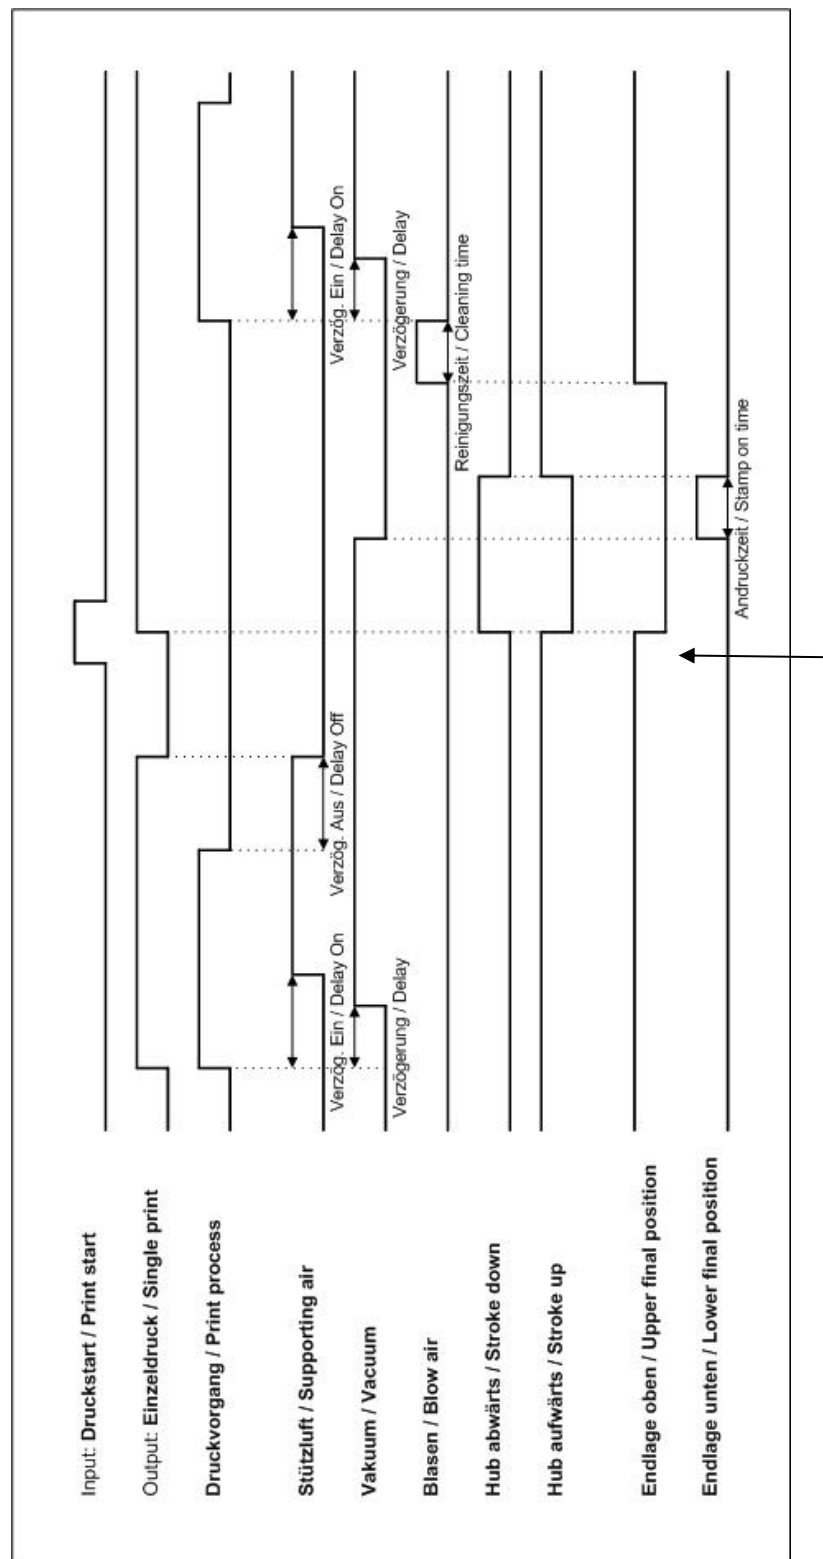 Input: Druckstart / Print start
Output: Einzeldruck / Single print
Druckvorgang / Print process
Stützluft / Supporting air
Verzög. Ein / Delay On
Verzög. Aus / Delay Off
Verzög. Ein / Delay On
Vakuum / Vacuum
Verzögerung / Delay
Verzögerung / Delay
Blasen / Blow air
Reinigungszeit / Cleaning time
Hub abwärts / Stroke down
Hub aufwärts / Stroke up
Endlage oben / Upper final position
Endlage unten / Lower final position
Andruckzeit / Stamp on time